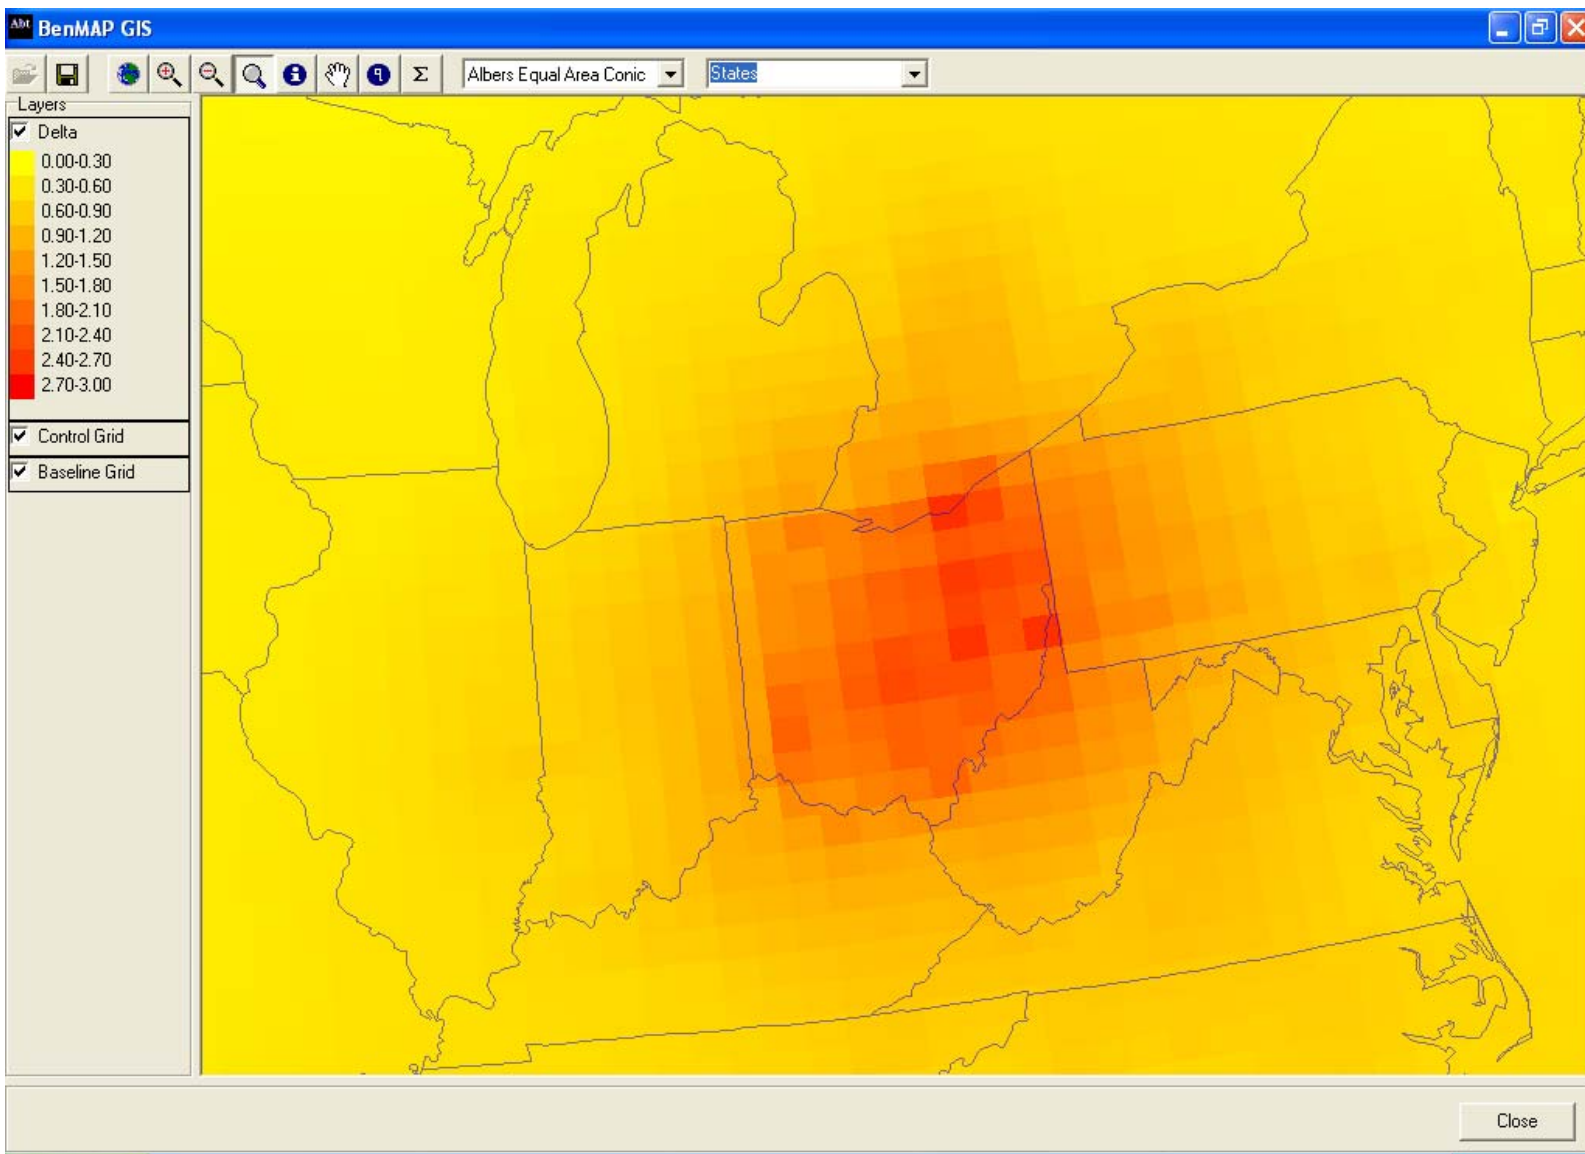 Abt BenMAP GIS
Σ Albers Equal Area Conic States
Layers
Delta
0.00-0.30
0.30-0.60
0.60-0.90
0.90-1.20
1.20-1.50
1.50-1.80
1.80-2.10
2.10-2.40
2.40-2.70
2.70-3.00
Control Grid
Baseline Grid
Close